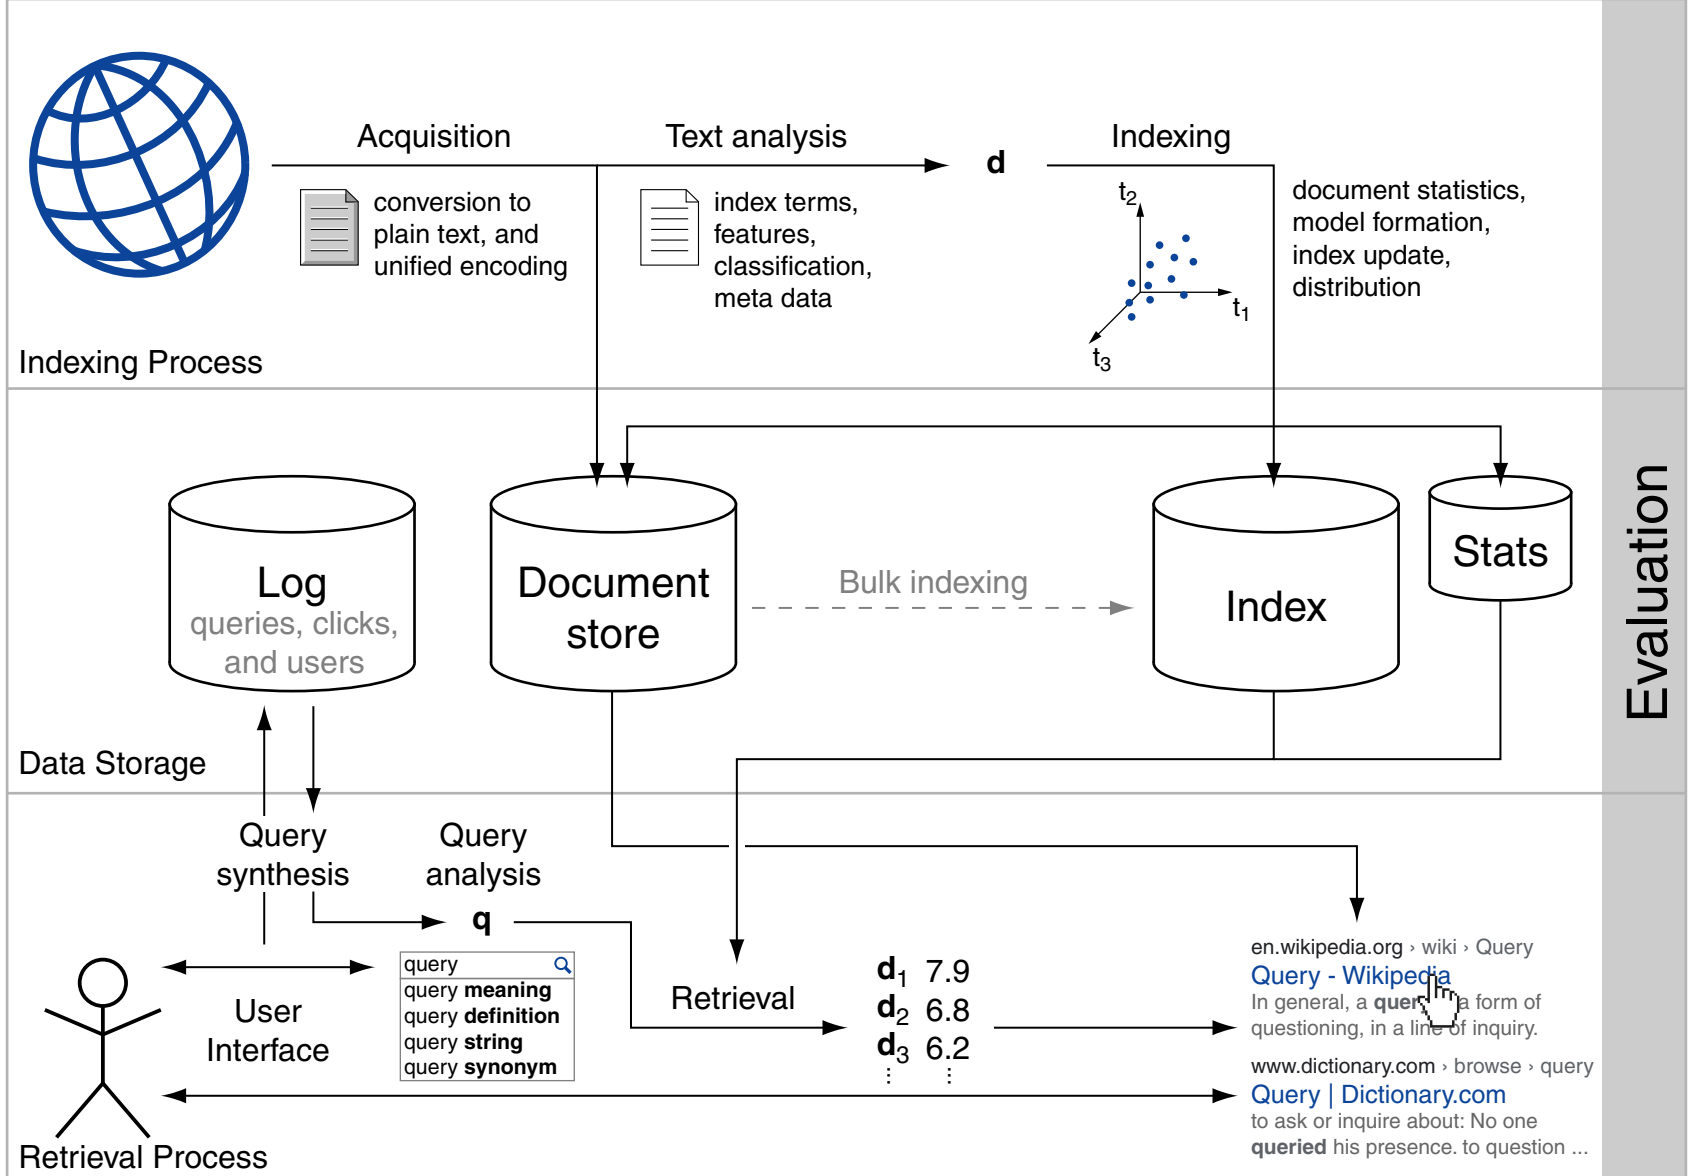 Acquisition
conversion to
plain text, and
unified encoding
Text analysis
index terms,
features,
classification,
meta data
d
Indexing
t2
t1
t3
document statistics,
model formation,
index update,
distribution
Indexing Process
Evaluation
Log
queries, clicks,
and users
Document
store
Bulk indexing
Index
Stats
Data Storage
Query
synthesis
Query
analysis
q
User
Interface
query
query meaning
query definition
query string
query synonym
Retrieval
d1 7.9
d2 6.8
d3 6.2
⋮ ⋮
en.wikipedia.org › wiki › Query
Query - Wikipedia
In general, a quer a form of
questioning, in a line of inquiry.
www.dictionary.com › browse › query
Query | Dictionary.com
to ask or inquire about: No one
queried his presence. to question ...
Retrieval Process